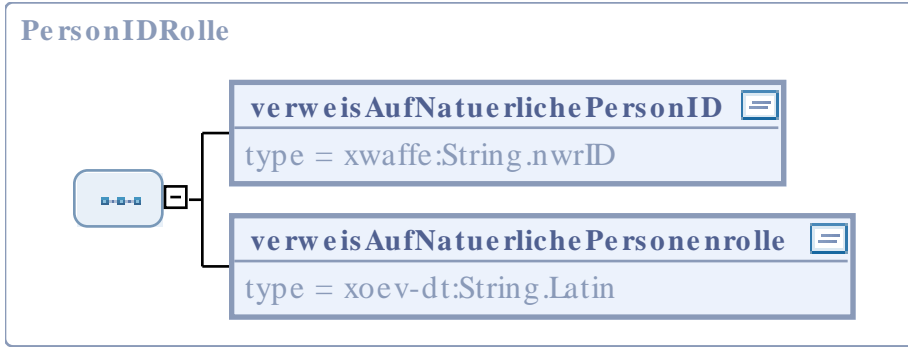 PersonIDRolle
verweisAufNatuerlichePersonID
type = xwaffe:String.nwrID
verweisAufNatuerlichePersonenrolle
type = xoev-dt:String.Latin